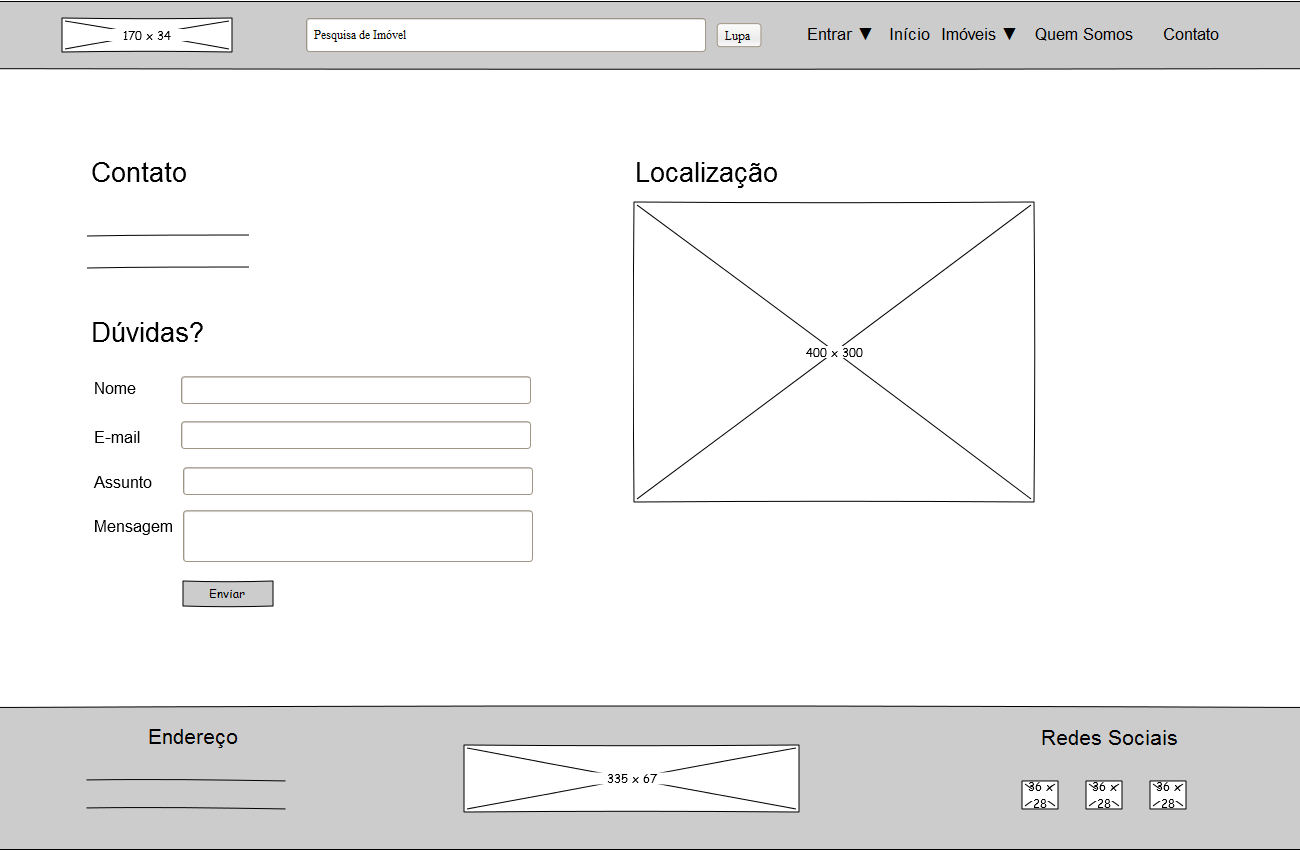 170 x 34
Pesquisa de Imóvel
Lupa
Entrar ▼ Início Imóveis ▼ Quem Somos Contato
Contato
Localização
400 x 300
Dúvidas?
Nome
E-mail
Assunto
Mensagem
Enviar
Endereço
335 x 67
Redes Sociais
36 x
28
36 x
28
36 x
28